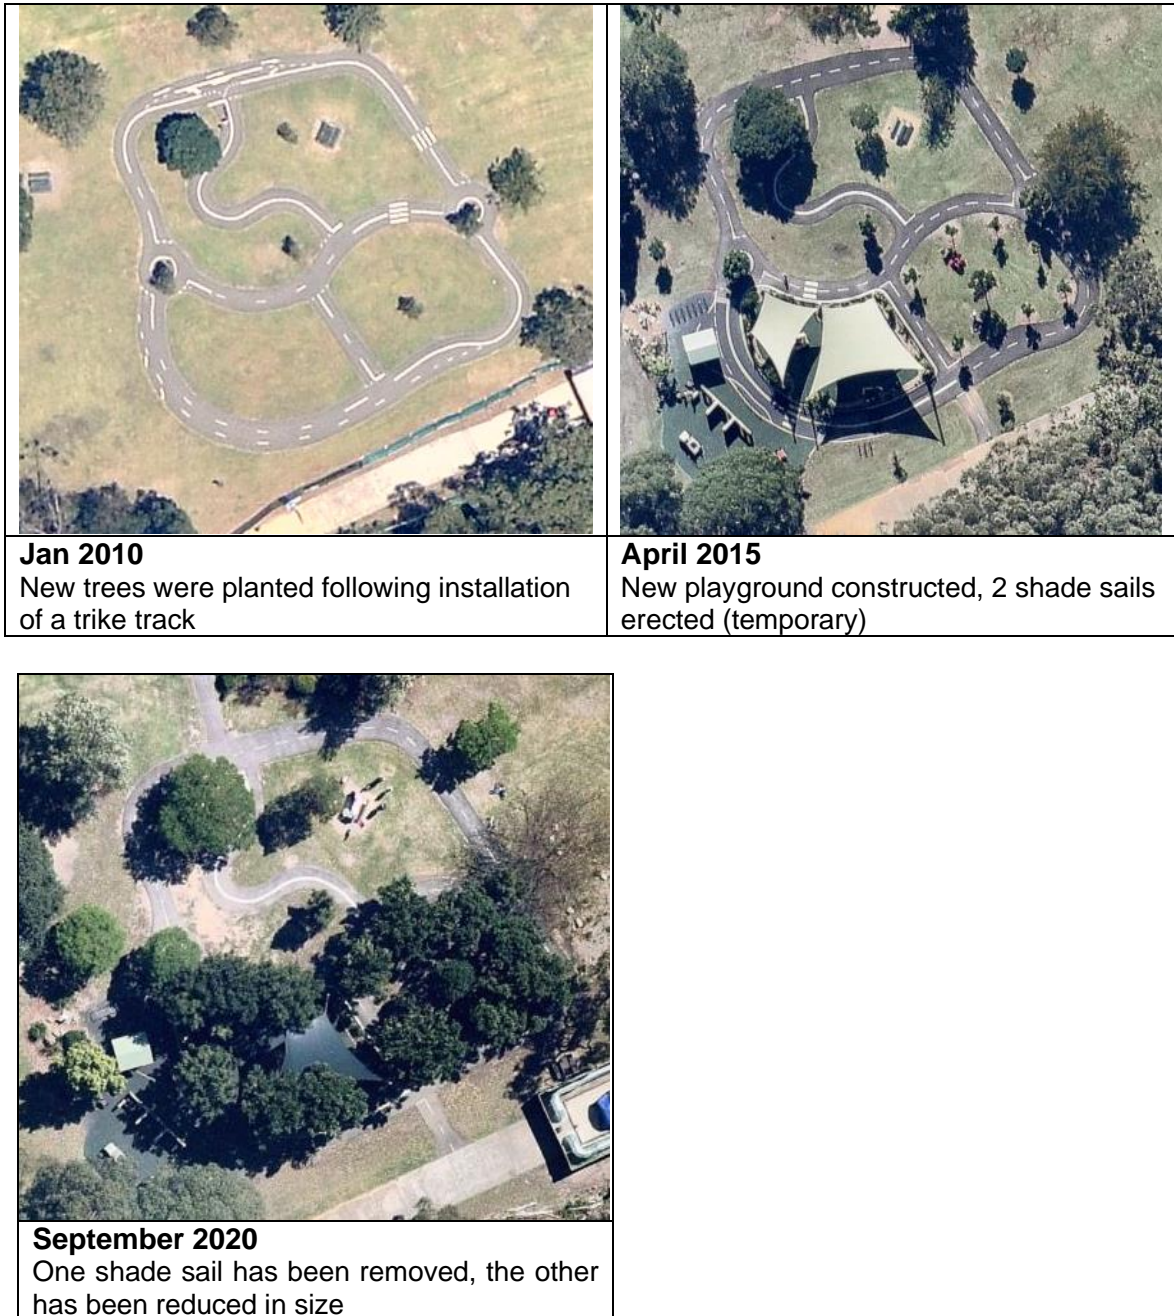 Jan 2010
New trees were planted following installation
of a trike track
April 2015
New playground constructed, 2 shade sails
erected (temporary)
September 2020
One shade sail has been removed, the other
has been reduced in size